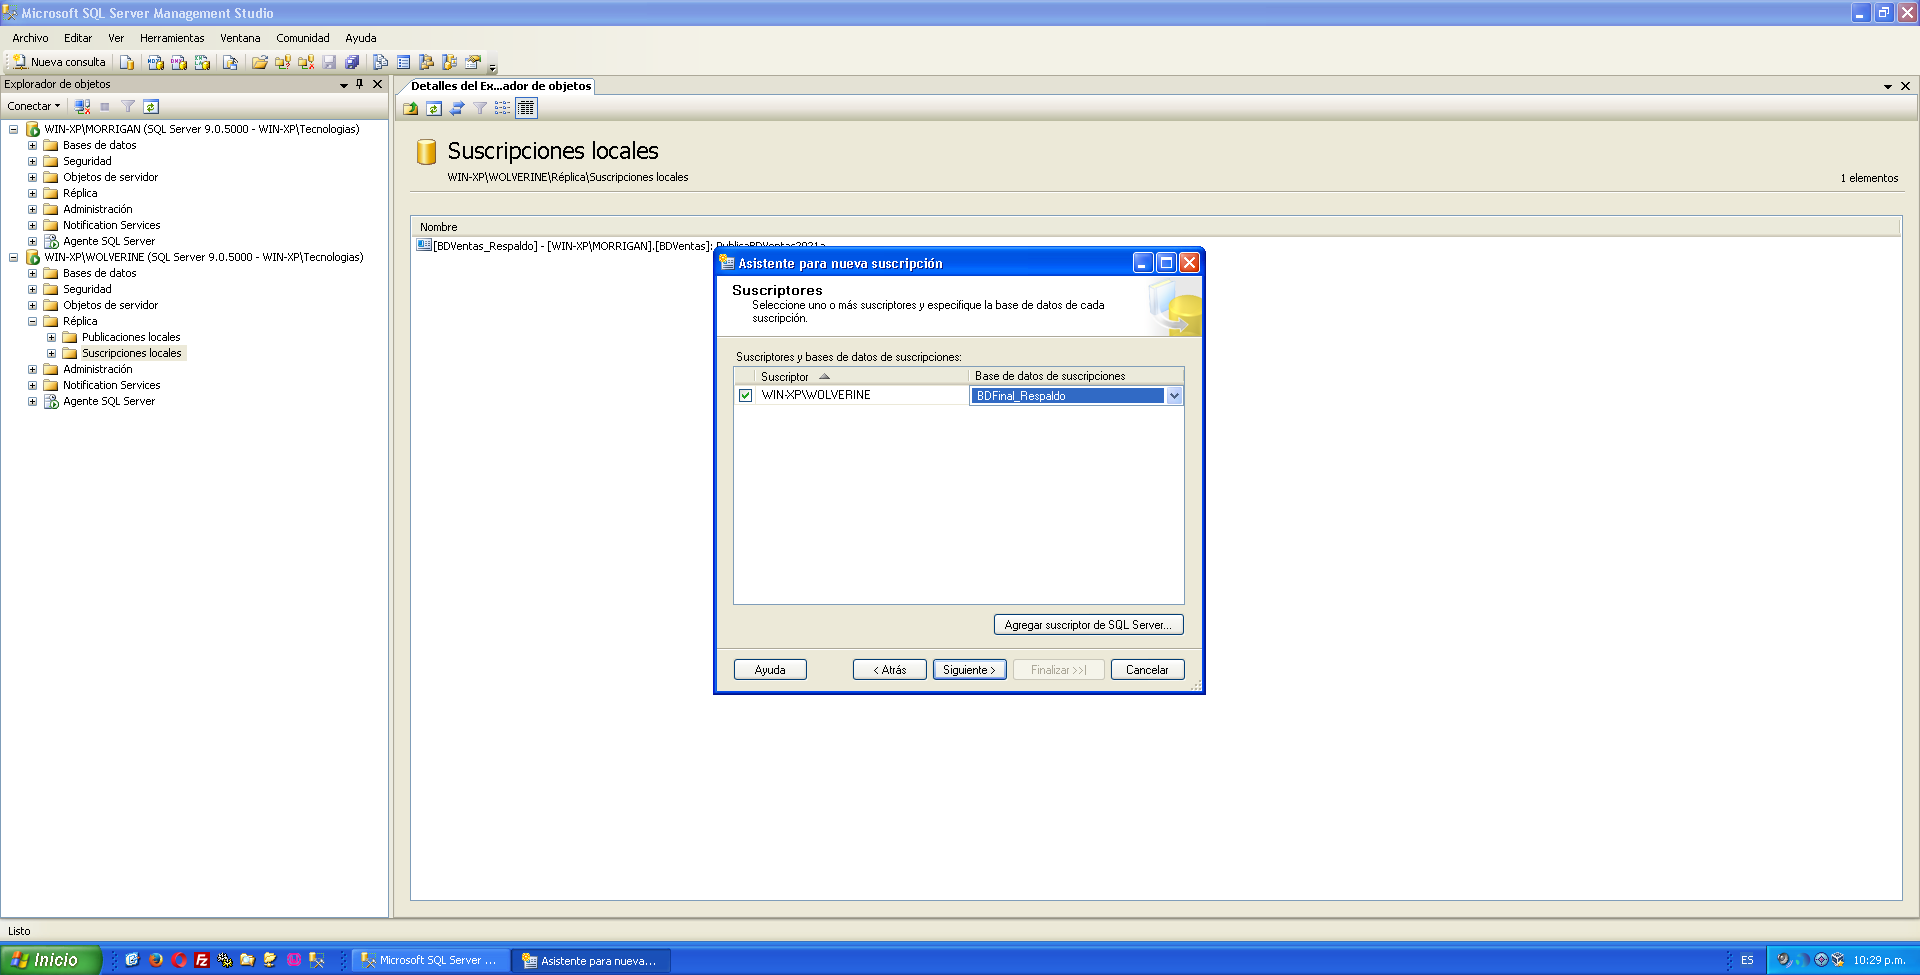 Microsoft SQL Server Management Studio
Archivo Editar Ver Herramientas Ventana Comunidad Ayuda
Nueva consulta
Explorador de objetos
Conectar
WIN-XP\MORRIGAN (SQL Server 9.0.5000 - WIN-XP\Tecnologias)
Bases de datos
Seguridad
Objetos de servidor
Réplica
Administración
Notification Services
Agente SQL Server
WIN-XP\WOLVERINE (SQL Server 9.0.5000 - WIN-XP\Tecnologias)
Bases de datos
Seguridad
Objetos de servidor
Réplica
Publicaciones locales
Suscripciones locales
Administración
Notification Services
Agente SQL Server
Detalles del Ex...ador de objetos
Suscripciones locales
WIN-XP\WOLVERINE\Réplica\Suscripciones locales
1 elementos
Nombre
[BDVentas_Respaldo] - [WIN-XP\MORRIGAN].[BDVentas]: PublicaBDVentas2021a
Asistente para nueva suscripción
Suscriptores
Seleccione uno o más suscriptores y especifique la base de datos de cada
suscripción.
Suscriptores y bases de datos de suscripciones:
Suscriptor Base de datos de suscripciones
WIN-XP\WOLVERINE BDFinal_Respaldo
Agregar suscriptor de SQL Server...
Ayuda < Atrás Siguiente > Finalizar >>| Cancelar
Listo
Inicio Microsoft SQL Server ... Asistente para nueva... ES 10:29 p.m.